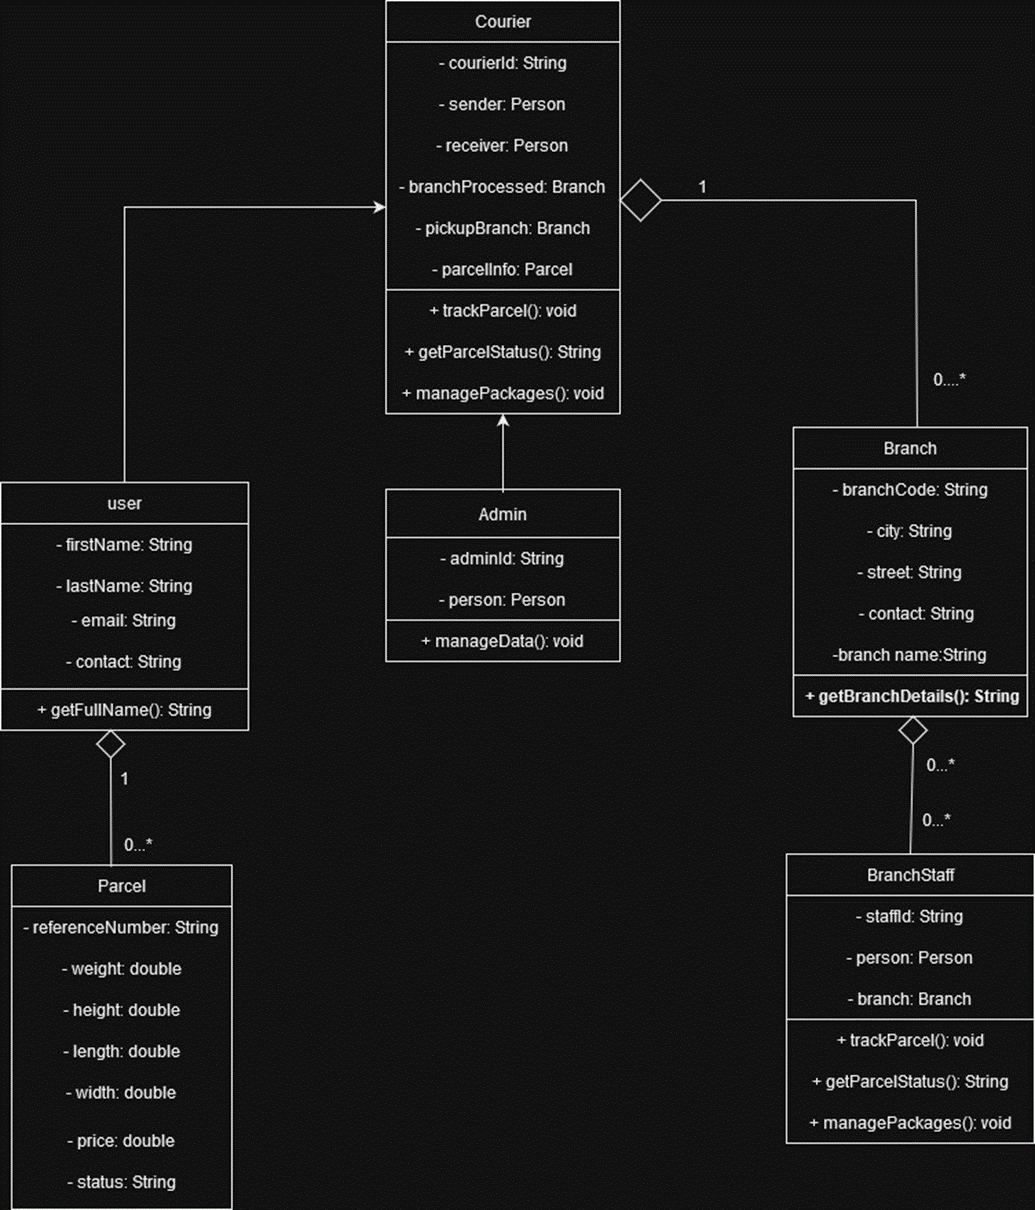 Courier
- courierId: String
- sender: Person
- receiver: Person
- branchProcessed: Branch
- pickupBranch: Branch
- parcelInfo: Parcel
+ trackParcel(): void
+ getParcelStatus(): String
+ managePackages(): void
1
0....*
user
- firstName: String
- lastName: String
- email: String
- contact: String
+ getFullName(): String
1
0...*
Admin
- adminId: String
- person: Person
+ manageData(): void
Branch
- branchCode: String
- city: String
- street: String
- contact: String
-branch name:String
+ getBranchDetails(): String
0...*
0...*
Parcel
- referenceNumber: String
- weight: double
- height: double
- length: double
- width: double
- price: double
- status: String
BranchStaff
- staffId: String
- person: Person
- branch: Branch
+ trackParcel(): void
+ getParcelStatus(): String
+ managePackages(): void